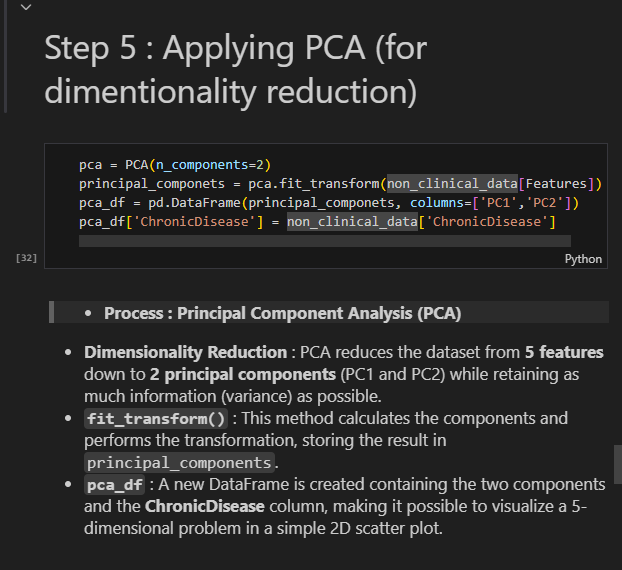 Step 5 : Applying PCA (for
dimentionality reduction)
pca = PCA(n_components=2)
principal_componets = pca.fit_transform(non_clinical_data[Features])
pca_df = pd.DataFrame(principal_componets, columns=['PC1','PC2'])
pca_df['ChronicDisease'] = non_clinical_data['ChronicDisease']
[32]
Python
• Process : Principal Component Analysis (PCA)
• Dimensionality Reduction : PCA reduces the dataset from 5 features
down to 2 principal components (PC1 and PC2) while retaining as
much information (variance) as possible.
• fit_transform() : This method calculates the components and
performs the transformation, storing the result in
principal_components.
• pca_df : A new DataFrame is created containing the two components
and the ChronicDisease column, making it possible to visualize a 5-
dimensional problem in a simple 2D scatter plot.